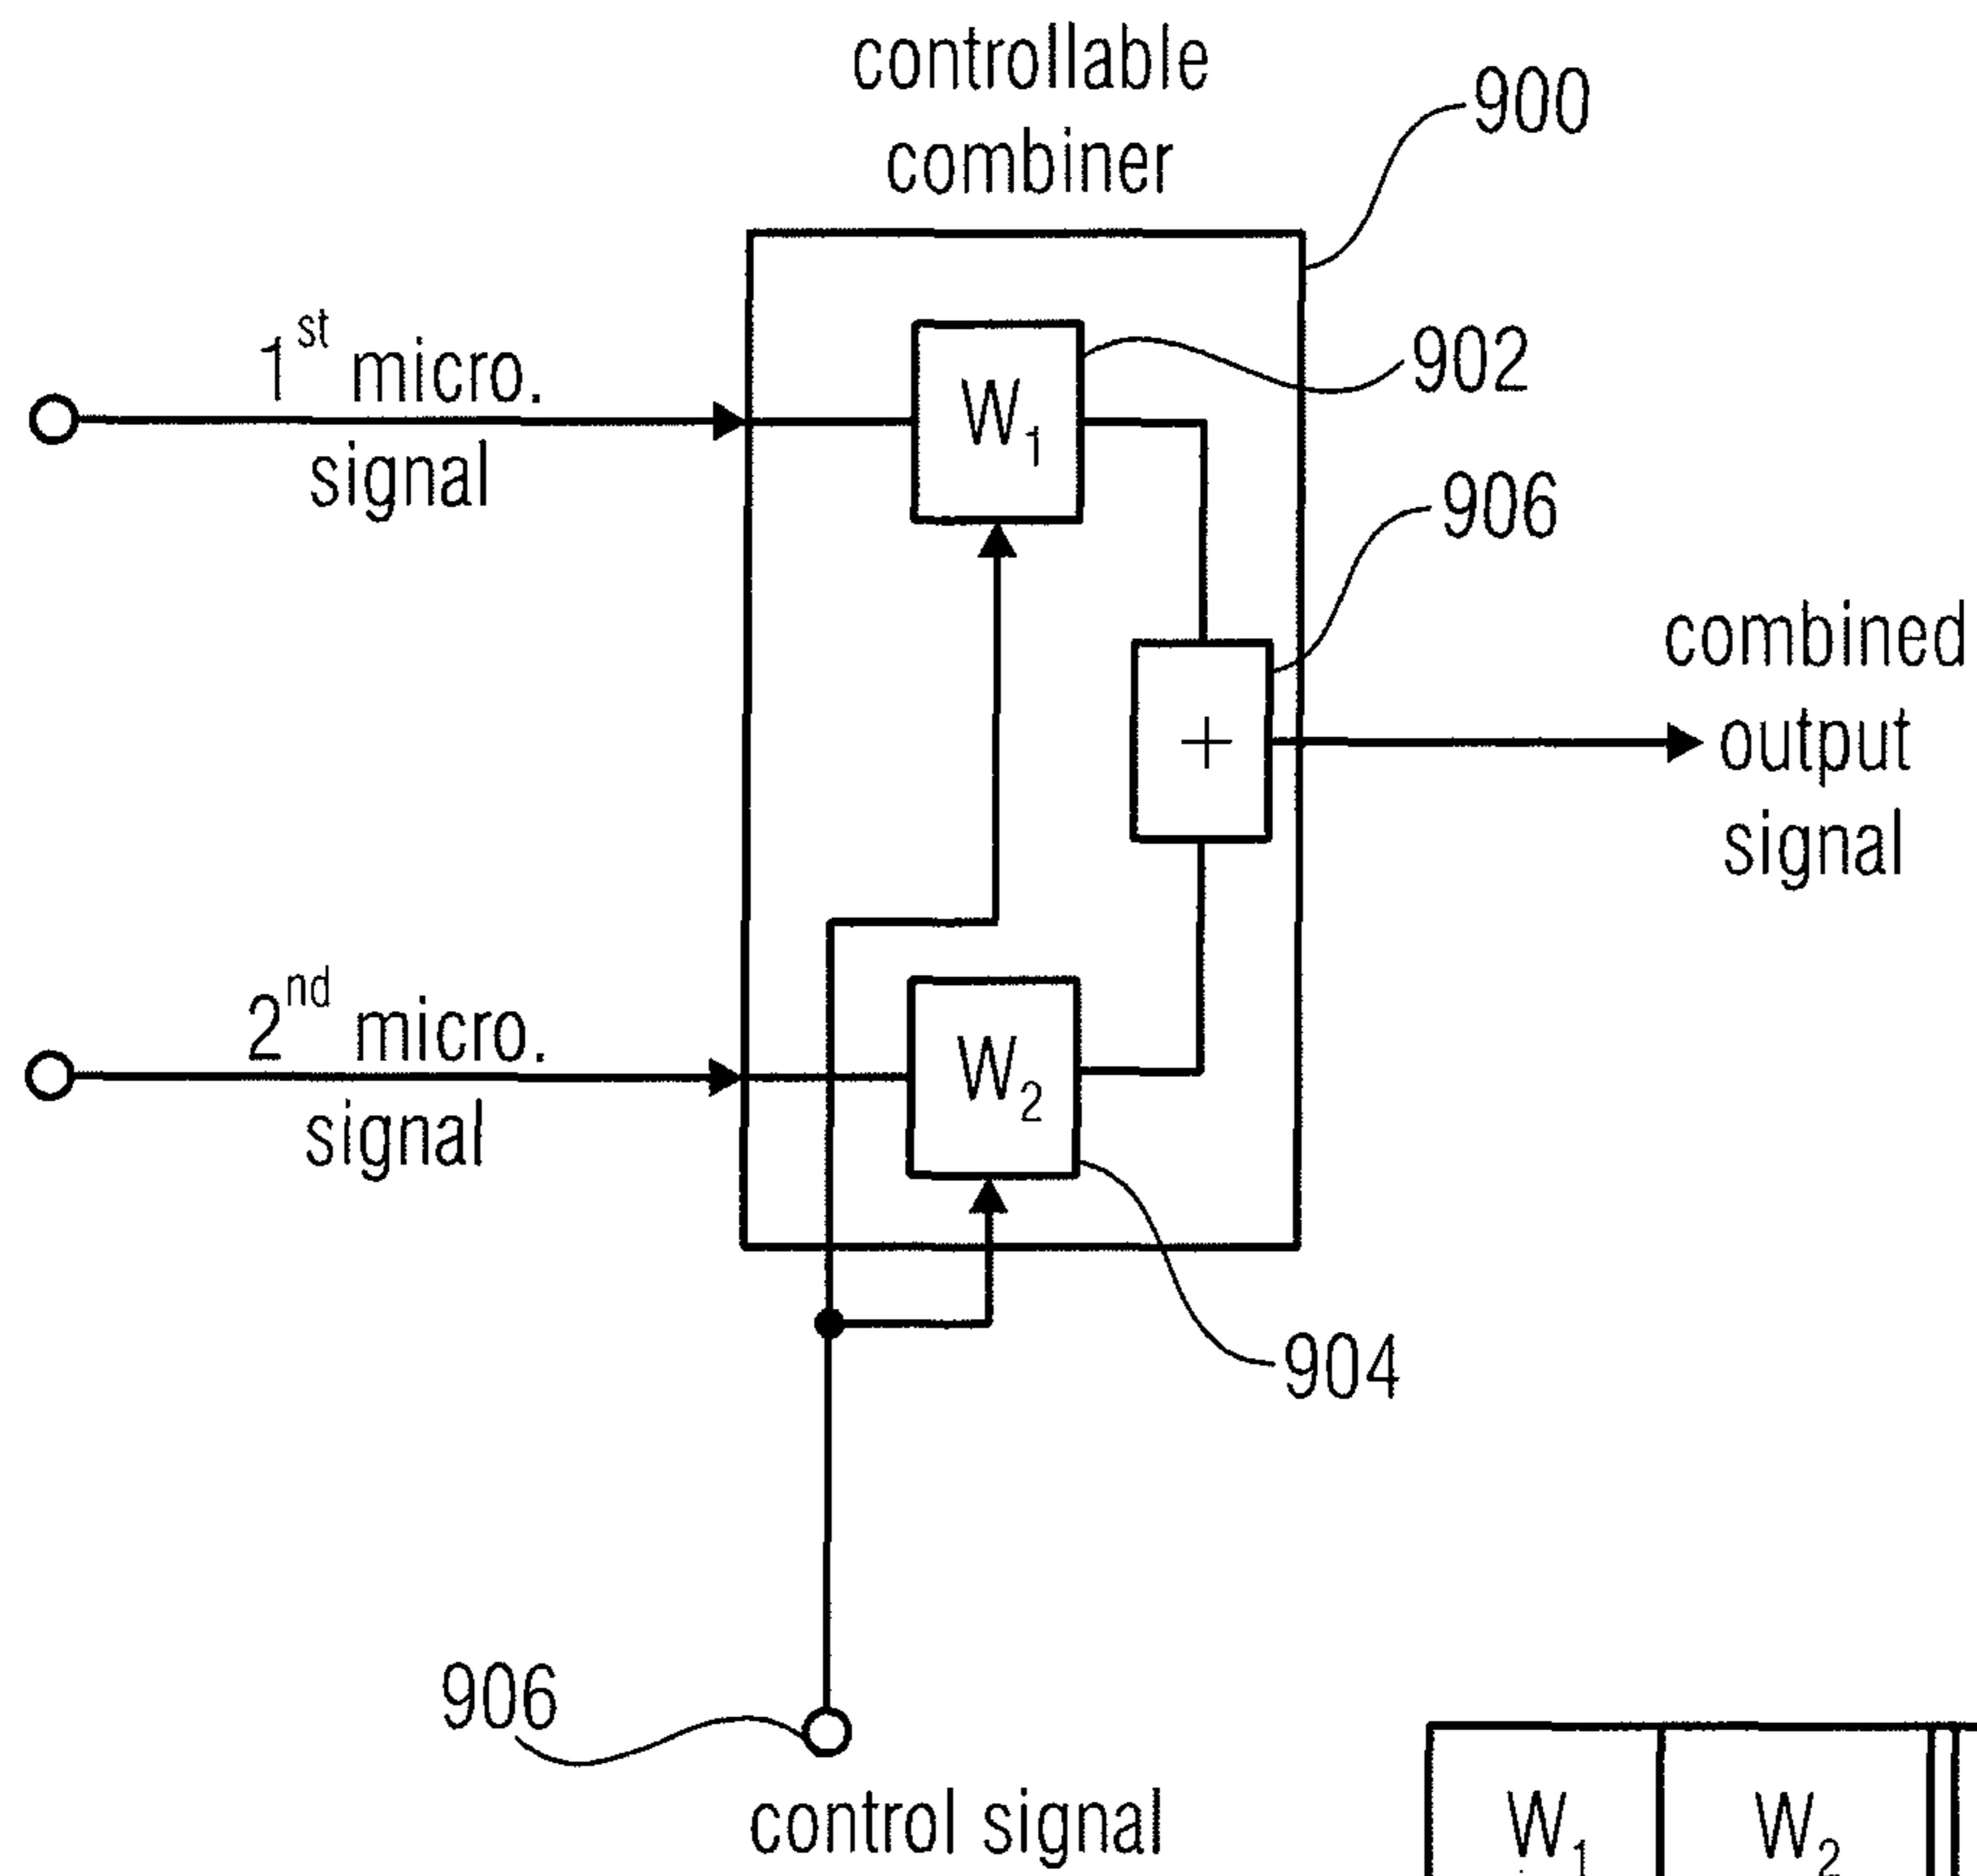 controllable
combiner
900
1st micro.
signal
W1
902
906
+
combined
output
signal
2nd micro.
signal
W2
904
906
control signal
W1 W2